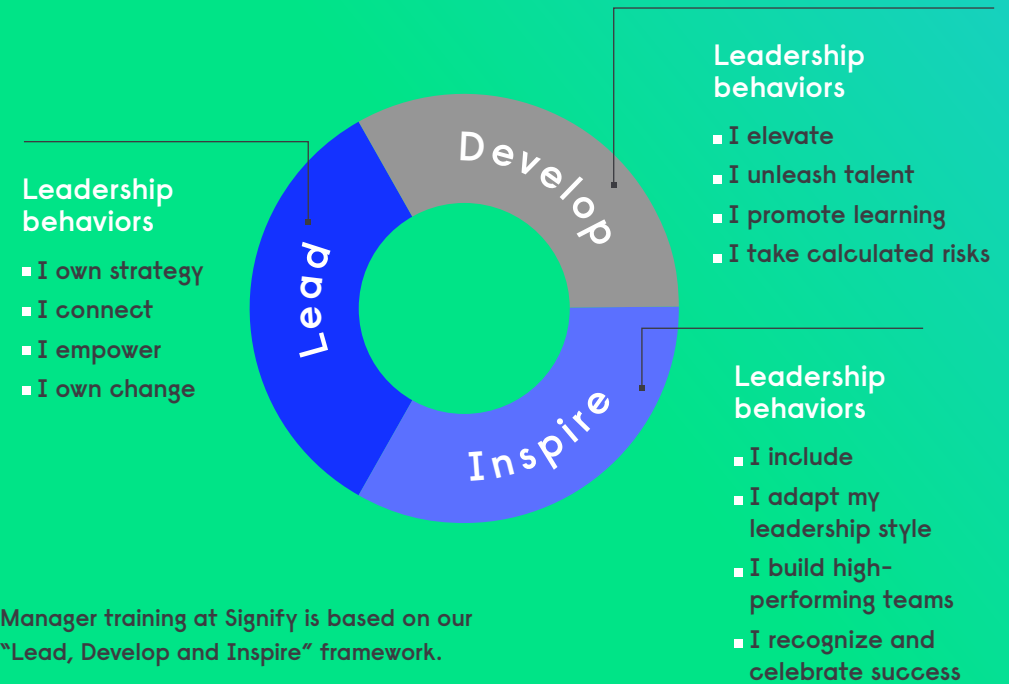 Leadership
behaviors
I own strategy
I connect
I empower
I own change
Lead
Develop
Inspire
Leadership
behaviors
I elevate
I unleash talent
I promote learning
I take calculated risks
Leadership
behaviors
I include
I adapt my
leadership style
I build high-
performing teams
I recognize and
celebrate success
Manager training at Signify is based on our
“Lead, Develop and Inspire” framework.